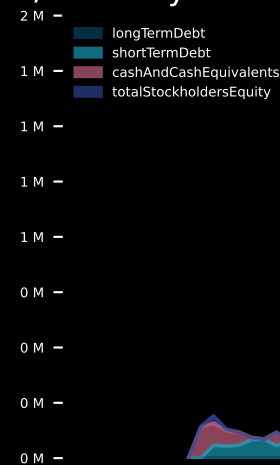 2 M
longTermDebt
shortTermDebt
1 M
cashAndCashEquivalents
totalStockholdersEquity
1 M
1 M
1 M
0 M
0 M
0 M
0 M